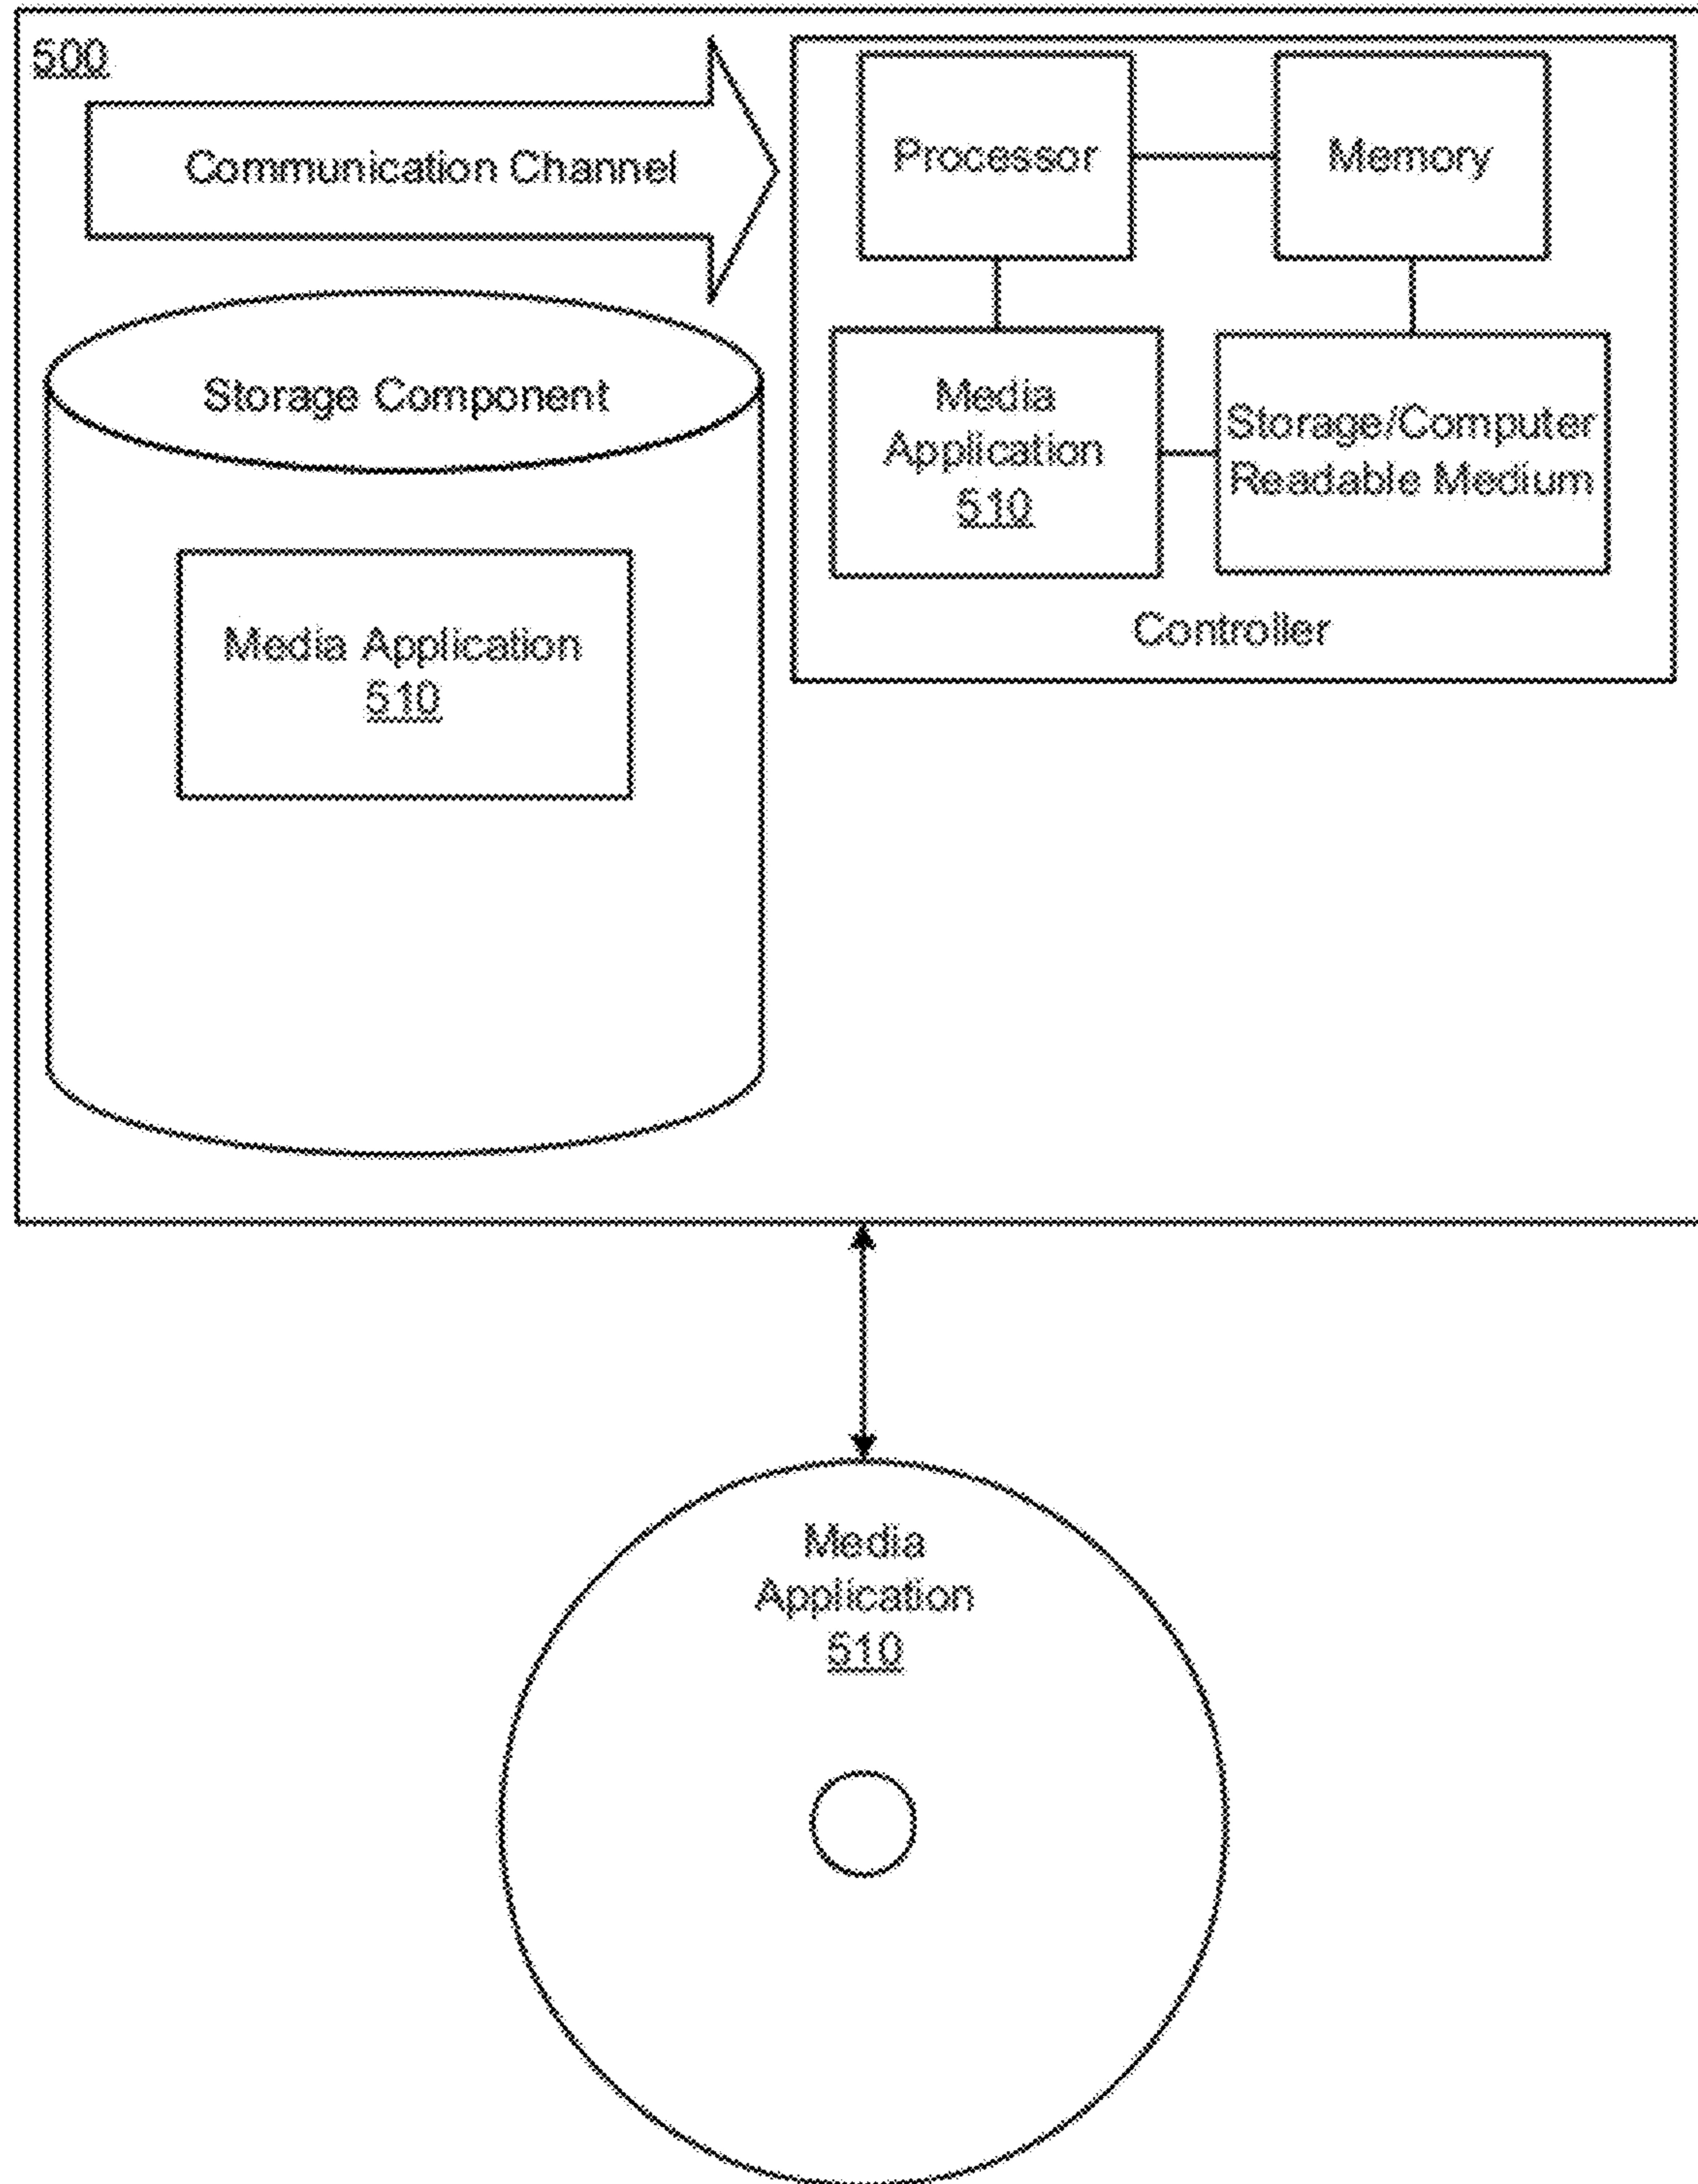 500
Communication Channel
Processor
Memory
Storage Component
Media
Application
510
Storage/Computer
Readable Medium
Controller
Media Application
510
Media
Application
510